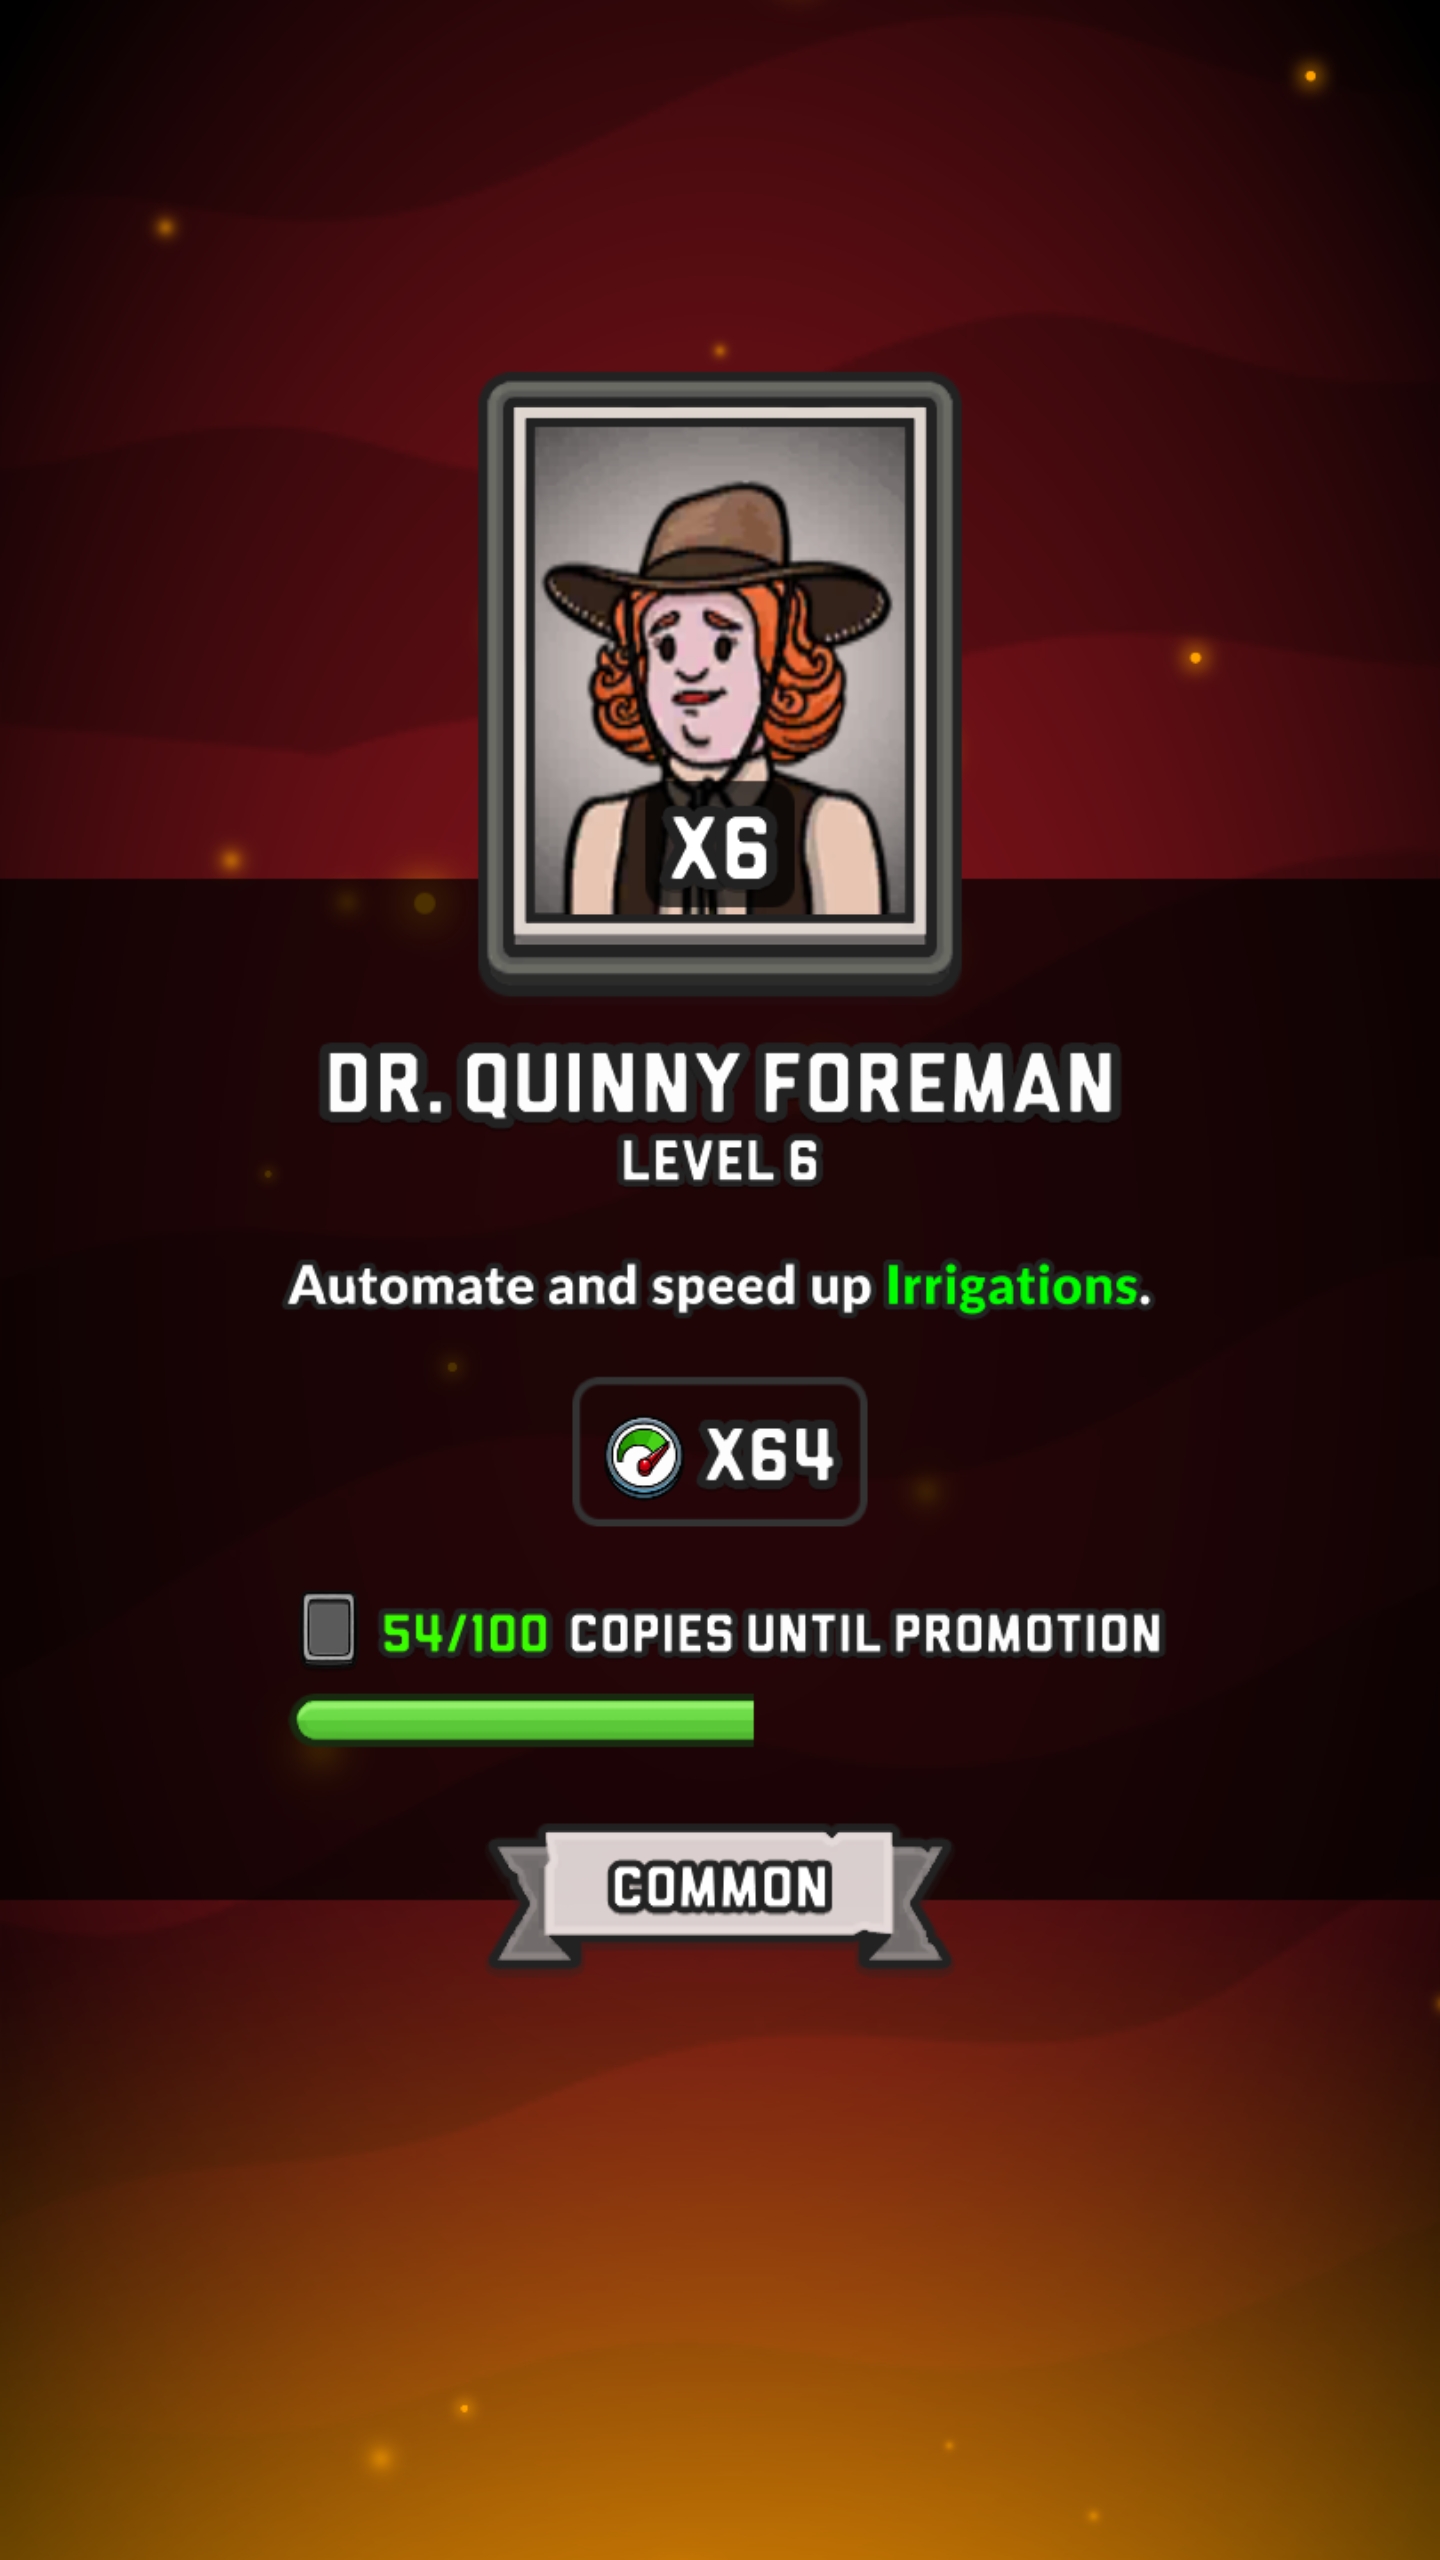 X6
DR. QUINNY FOREMAN
LEVEL 6
Automate and speed up Irrigations.
X64
54/100 COPIES UNTIL PROMOTION
COMMON